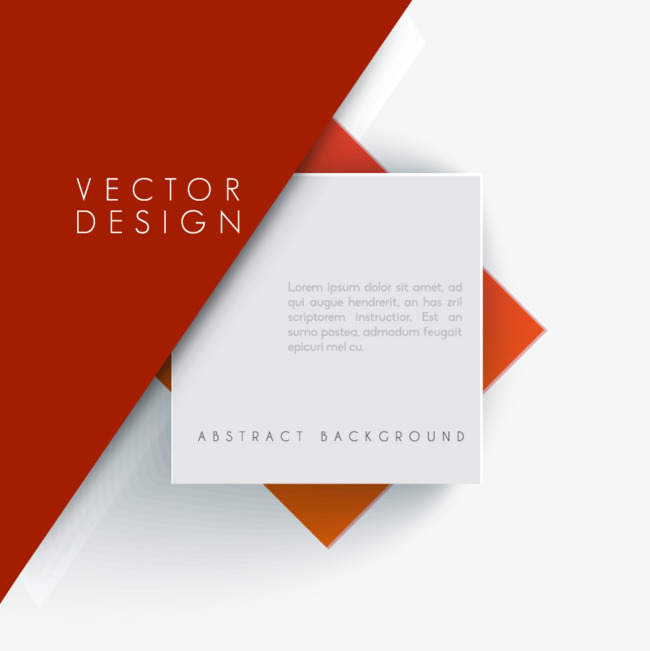 VECTOR
DESIGN
Lorem ipsum dolor sit amet, ad
qui augue hendrerit, an has zril
scriptorem instructior. Est an
sumo postea, admodum feugait
epicuri mel cu.
ABSTRACT BACKGROUND